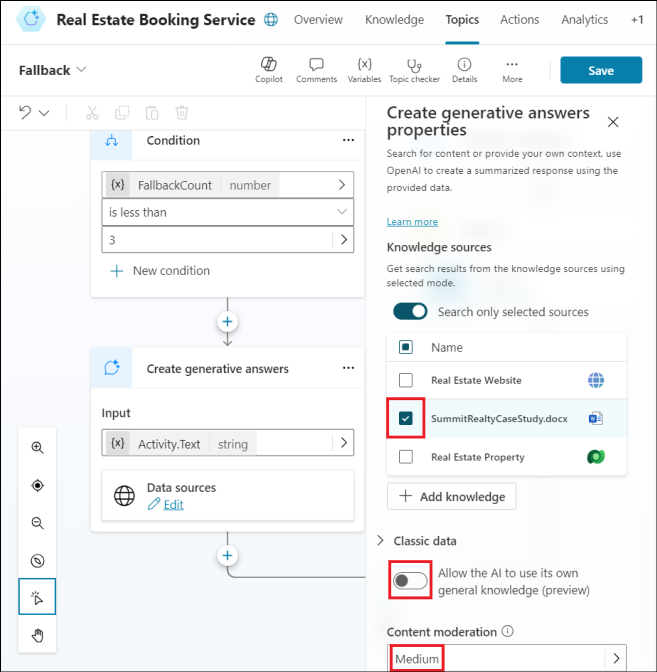 Real Estate Booking Service
Overview
Knowledge
Topics
Actions
Analytics
+1
Fallback
Copilot
Comments
{x}
Variables
Topic checker
Details
More
Save
Condition
{x} FallbackCount number
is less than
3
New condition
Create generative answers
Input
{x} Activity.Text string
Data sources
Edit
Create generative answers
properties
Search for content or provide your own context, use
OpenAI to create a summarized response using the
provided data.
Learn more
Knowledge sources
Get search results from the knowledge sources using
selected mode.
Search only selected sources
Name
Real Estate Website
SummitRealtyCaseStudy.docx
Real Estate Property
Add knowledge
Classic data
Allow the AI to use its own
general knowledge (preview)
Content moderation
Medium